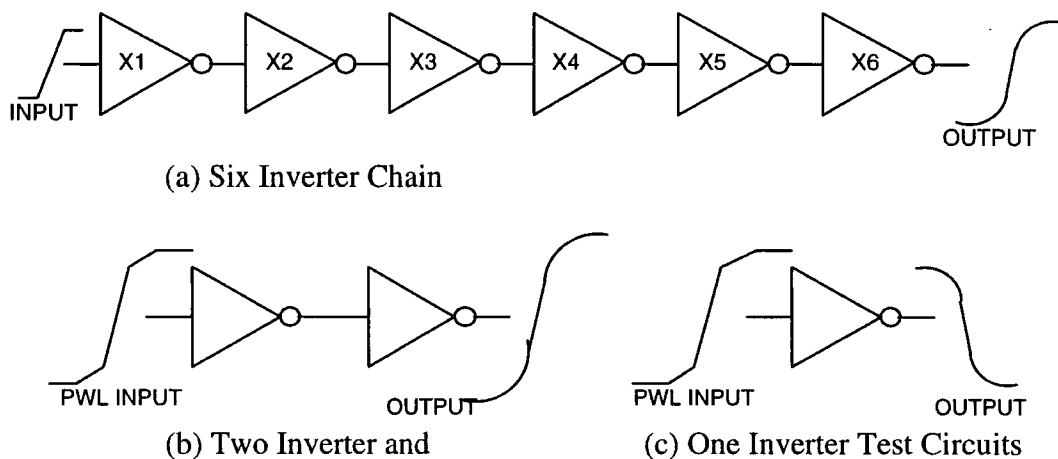 X1 X2 X3 X4 X5 X6
INPUT
OUTPUT
(a) Six Inverter Chain
PWL INPUT
OUTPUT
PWL INPUT
OUTPUT
(b) Two Inverter and
(c) One Inverter Test Circuits